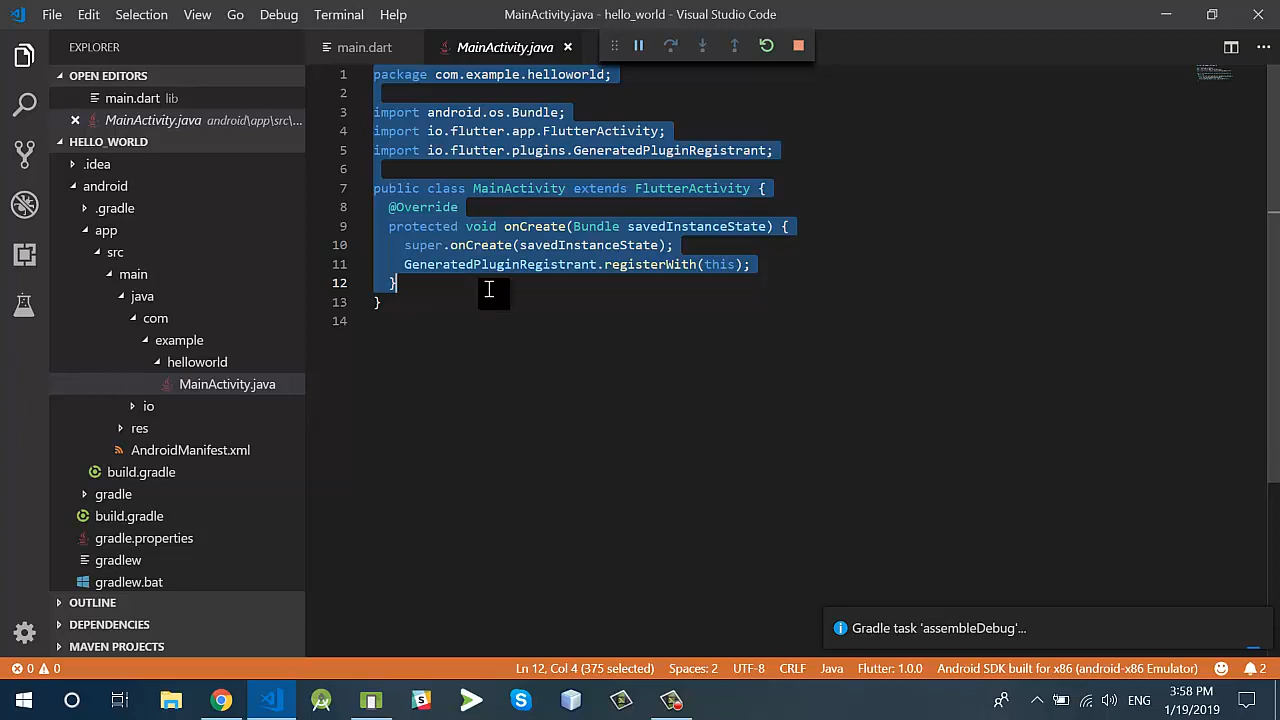 File Edit Selection View Go Debug Terminal Help
MainActivity.java - hello_world - Visual Studio Code
EXPLORER
main.dart
MainActivity.java
OPEN EDITORS
main.dart lib
MainActivity.java android\app\src\...
HELLO_WORLD
.idea
android
.gradle
app
src
main
java
com
example
helloworld
MainActivity.java
io
res
AndroidManifest.xml
build.gradle
gradle
build.gradle
gradle.properties
gradlew
gradlew.bat
OUTLINE
DEPENDENCIES
MAVEN PROJECTS
1 package com.example.helloworld;
2
3 import android.os.Bundle;
4 import io.flutter.app.FlutterActivity;
5 import io.flutter.plugins.GeneratedPluginRegistrant;
6
7 public class MainActivity extends FlutterActivity {
8 @Override
9 protected void onCreate(Bundle savedInstanceState) {
10 super.onCreate(savedInstanceState);
11 GeneratedPluginRegistrant.registerWith(this);
12 }
13 }
14
Gradle task 'assembleDebug'...
0 0
Ln 12, Col 4 (375 selected) Spaces: 2 UTF-8 CRLF Java Flutter: 1.0.0 Android SDK built for x86 (android-x86 Emulator) 2
ENG
3:58 PM
1/19/2019